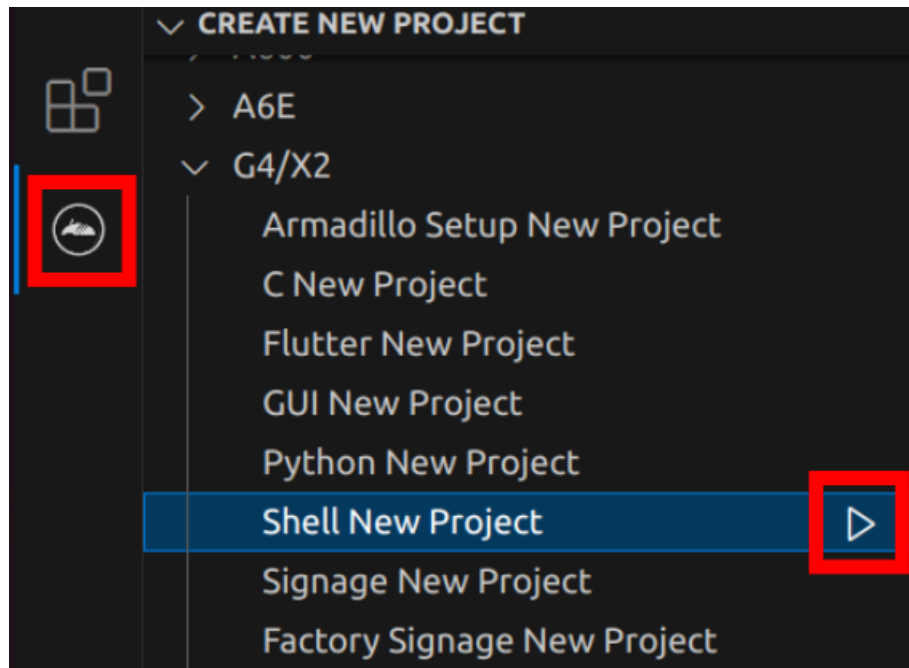 CREATE NEW PROJECT
A6E
G4/X2
Armadillo Setup New Project
C New Project
Flutter New Project
GUI New Project
Python New Project
Shell New Project
Signage New Project
Factory Signage New Project